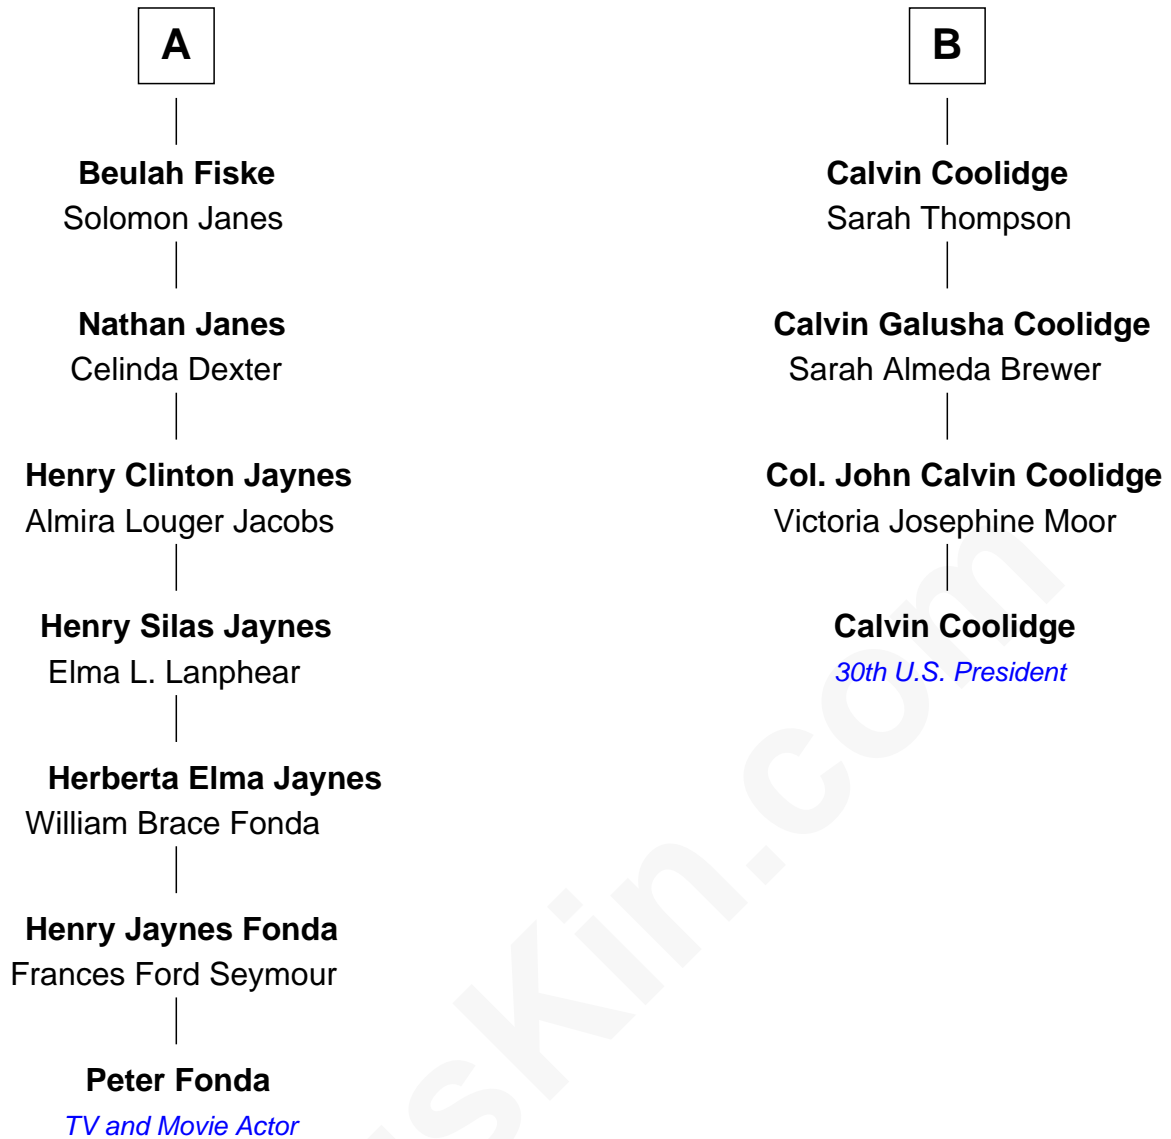 A
Beulah Fiske
Solomon Janes
Nathan Janes
Celinda Dexter
Henry Clinton Jaynes
Almira Louger Jacobs
Henry Silas Jaynes
Elma L. Lanphear
Herberta Elma Jaynes
William Brace Fonda
Henry Jaynes Fonda
Frances Ford Seymour
Peter Fonda
TV and Movie Actor
B
Calvin Coolidge
Sarah Thompson
Calvin Galusha Coolidge
Sarah Almeda Brewer
Col. John Calvin Coolidge
Victoria Josephine Moor
Calvin Coolidge
30th U.S. President